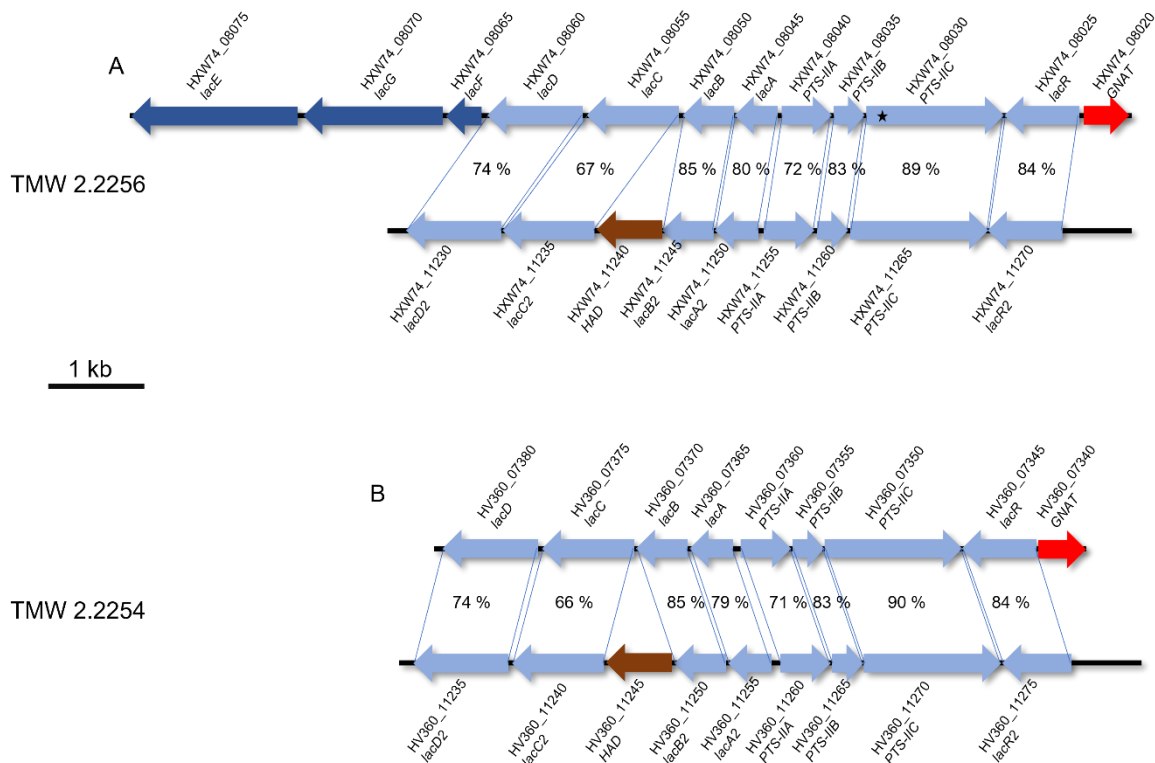 A
HXW74_08075
lacE
HXW74_08070
lacG
HXW74_08065
lacF
HXW74_08060
lacD
HXW74_08055
lacC
HXW74_08050
lacB
HXW74_08045
lacA
HXW74_08040
PTS-IIA
HXW74_08035
PTS-IIB
HXW74_08030
PTS-IIC
HXW74_08025
lacR
HXW74_08020
GNAT
TMW 2.2256
74 %
67 %
85 %
80 %
72 %
83 %
89 %
84 %
HXW74_11230
lacD2
HXW74_11235
lacC2
HXW74_11240
HAD
HXW74_11245
lacB2
HXW74_11250
lacA2
HXW74_11255
PTS-IIA
HXW74_11260
PTS-IIB
HXW74_11265
PTS-IIC
HXW74_11270
lacR2
1 kb
B
HV360_07380
lacD
HV360_07375
lacC
HV360_07370
lacB
HV360_07365
lacA
HV360_07360
PTS-IIA
HV360_07355
PTS-IIB
HV360_07350
PTS-IIC
HV360_07345
lacR
HV360_07340
GNAT
TMW 2.2254
74 %
66 %
85 %
79 %
71 %
83 %
90 %
84 %
HV360_11235
lacD2
HV360_11240
lacC2
HV360_11245
HAD
HV360_11250
lacB2
HV360_11255
lacA2
HV360_11260
PTS-IIA
HV360_11265
PTS-IIB
HV360_11270
PTS-IIC
HV360_11275
lacR2